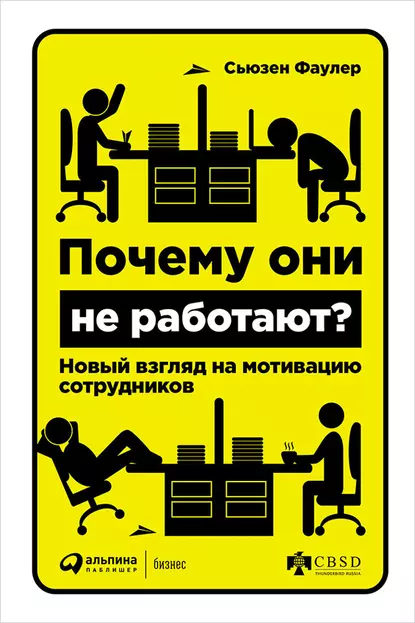 Сьюзен Фаулер
Почему они
не работают?
Новый взгляд на мотивацию
сотрудников
альпина
ПАБЛИШЕР
бизнес
CBSD
THUNDERBIRD RUSSIA